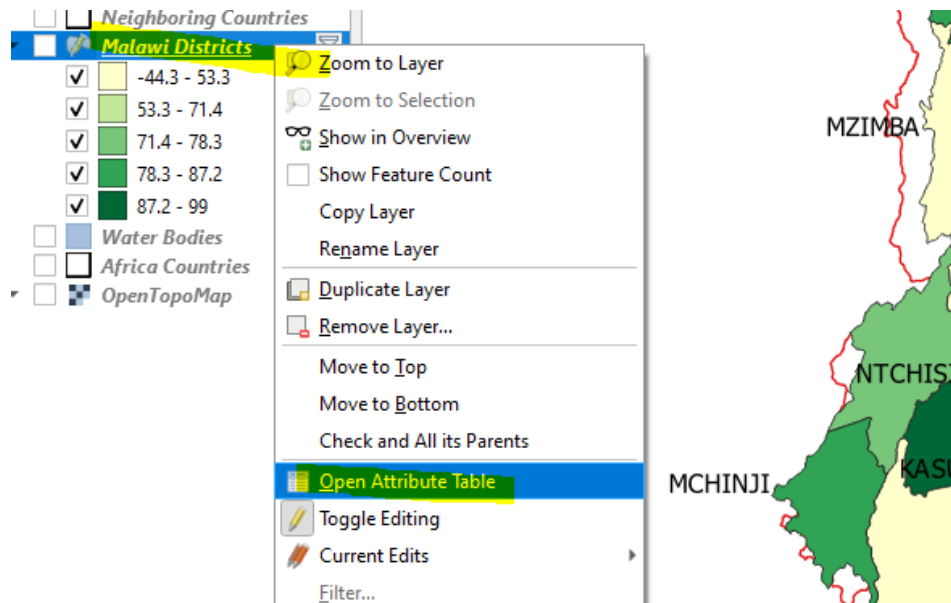 Neighboring Countries
Malawi Districts
-44.3 - 53.3
53.3 - 71.4
71.4 - 78.3
78.3 - 87.2
87.2 - 99
Water Bodies
Africa Countries
OpenTopoMap
Zoom to Layer
Zoom to Selection
Show in Overview
Show Feature Count
Copy Layer
Rename Layer
Duplicate Layer
Remove Layer...
Move to Top
Move to Bottom
Check and All its Parents
Open Attribute Table
Toggle Editing
Current Edits
Filter...
MZIMBA
NTCHIS
KASU
MCHINJI